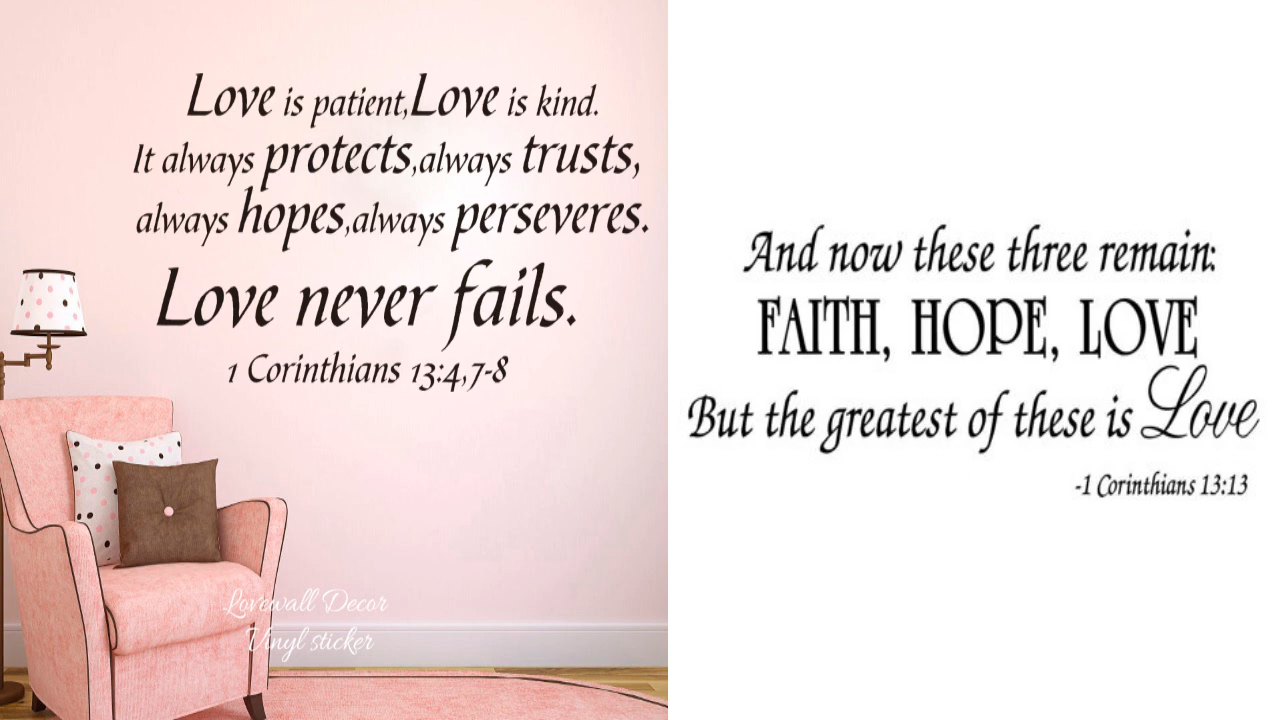 Love is patient,Love is kind.
It always protects,always trusts,
always hopes,always perseveres.
Love never fails.
1 Corinthians 13:4,7-8
Lovewall Decor
Vinyl sticker
And now these three remain:
FAITH, HOPE, LOVE
But the greatest of these is Love
-1 Corinthians 13:13